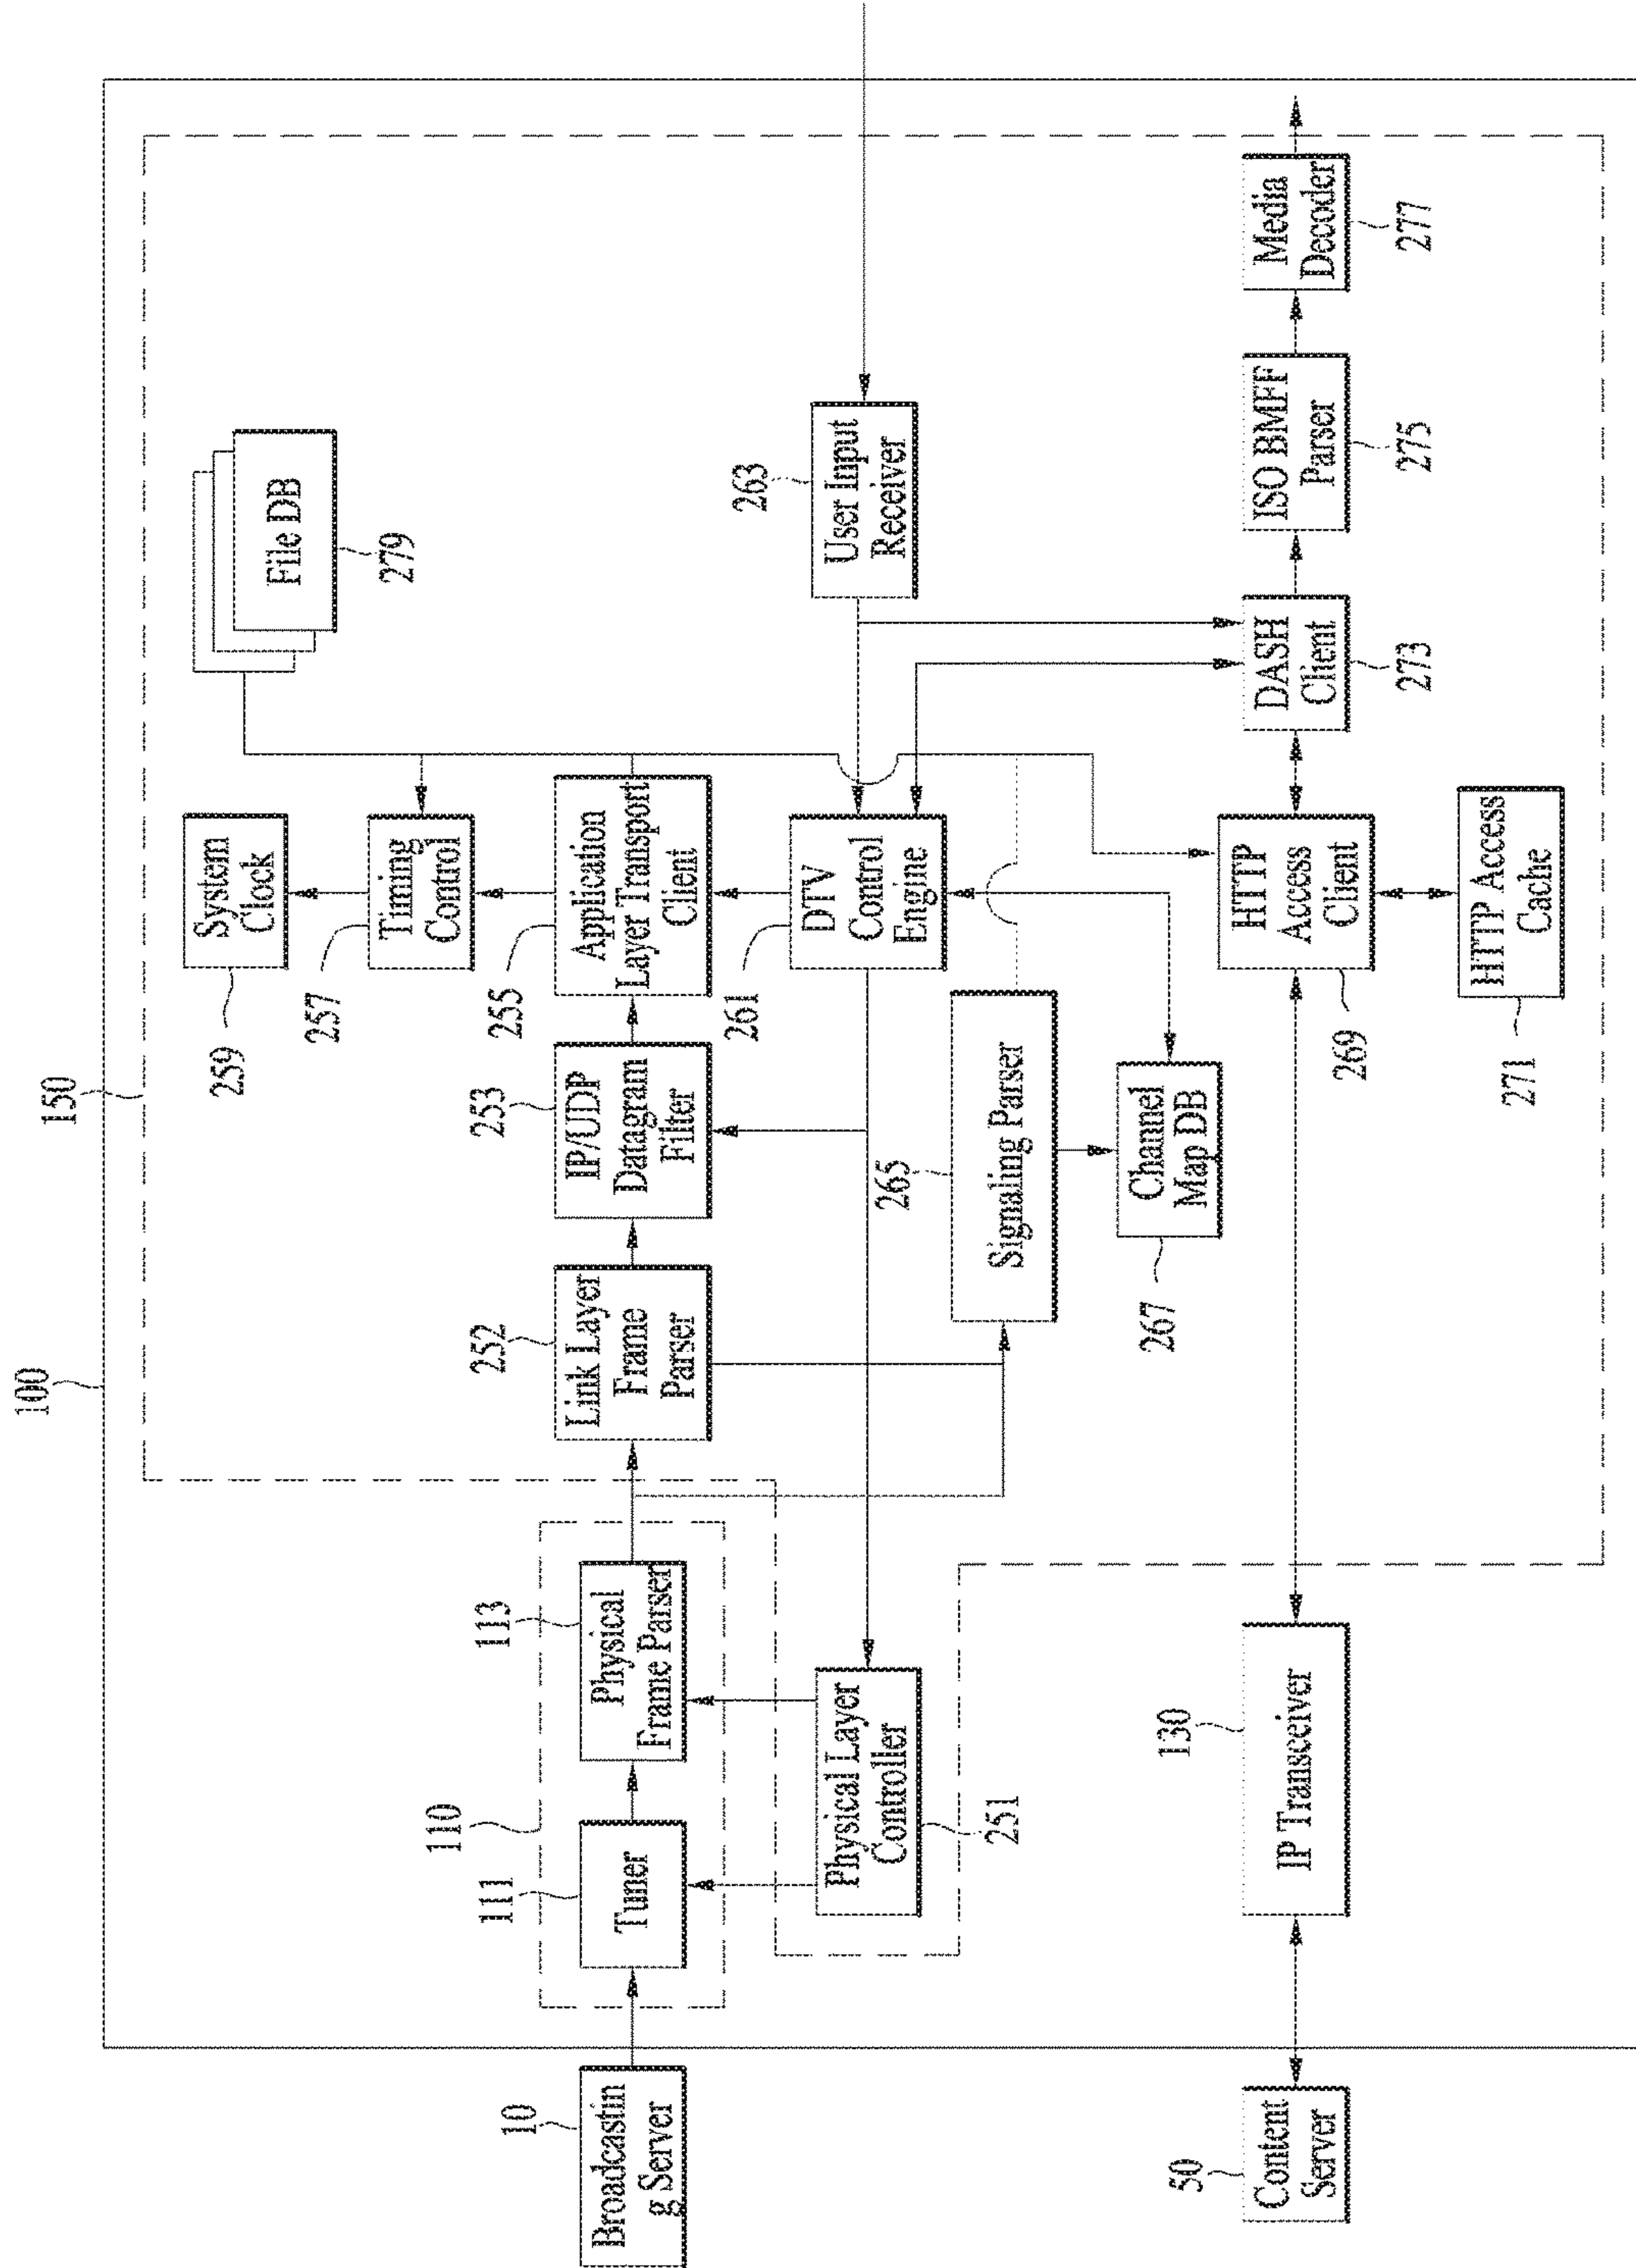 100
150
System
Clock
259
File DB
279
Timing
Control
257
10
Broadcastin
g Server
110
111
Tuner
113
Physical
Frame Parser
252
Link Layer
Frame
Parser
253
IP/UDP
Datagram
Filter
255
Application
Layer Transport
Client
261
DTV
Control
Engine
263
User Input
Receiver
Physical Layer
Controller
251
265
Signaling Parser
Channel
Map DB
267
50
Content
Server
130
IP Transceiver
HTTP
Access
Client
269
DASH
Client
273
ISO BMFF
Parser
275
Media
Decoder
277
HTTP Access
Cache
271